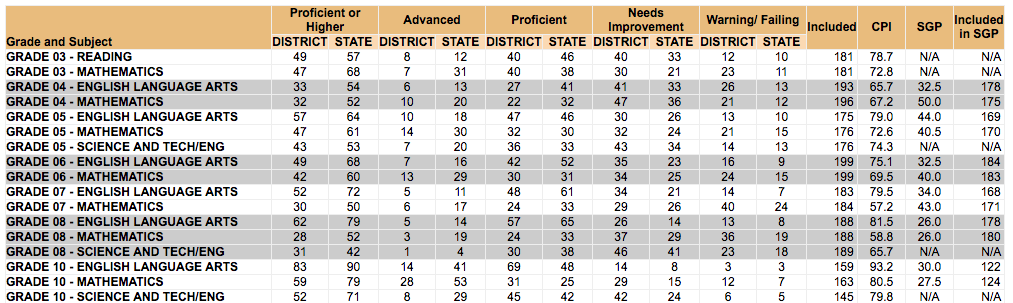 Grade and Subject Proficient or Higher Advanced Proficient Needs Improvement Warning/ Failing Included CPI SGP Included in SGP
DISTRICT STATE DISTRICT STATE DISTRICT STATE DISTRICT STATE DISTRICT STATE
GRADE 03 - READING 49 57 8 12 40 46 40 33 12 10 181 78.7 N/A N/A
GRADE 03 - MATHEMATICS 47 68 7 31 40 38 30 21 23 11 181 72.8 N/A N/A
GRADE 04 - ENGLISH LANGUAGE ARTS 33 54 6 13 27 41 41 33 26 13 193 65.7 32.5 178
GRADE 04 - MATHEMATICS 32 52 10 20 22 32 47 36 21 12 196 67.2 50.0 175
GRADE 05 - ENGLISH LANGUAGE ARTS 57 64 10 18 47 46 30 26 13 10 175 79.0 44.0 169
GRADE 05 - MATHEMATICS 47 61 14 30 32 30 32 24 21 15 176 72.6 40.5 170
GRADE 05 - SCIENCE AND TECH/ENG 43 53 7 20 36 33 43 34 14 13 176 74.3 N/A N/A
GRADE 06 - ENGLISH LANGUAGE ARTS 49 68 7 16 42 52 35 23 16 9 199 75.1 32.5 184
GRADE 06 - MATHEMATICS 42 60 13 29 30 31 34 25 24 15 199 69.5 40.0 183
GRADE 07 - ENGLISH LANGUAGE ARTS 52 72 5 11 48 61 34 21 14 7 183 79.5 34.0 168
GRADE 07 - MATHEMATICS 30 50 6 17 24 33 29 26 40 24 184 57.2 43.0 171
GRADE 08 - ENGLISH LANGUAGE ARTS 62 79 5 14 57 65 26 14 13 8 188 81.5 26.0 178
GRADE 08 - MATHEMATICS 28 52 3 19 24 33 37 29 36 19 188 58.8 26.0 180
GRADE 08 - SCIENCE AND TECH/ENG 31 42 1 4 30 38 46 41 23 18 189 65.7 N/A N/A
GRADE 10 - ENGLISH LANGUAGE ARTS 83 90 14 41 69 48 14 8 3 3 159 93.2 30.0 122
GRADE 10 - MATHEMATICS 59 79 28 53 31 25 29 15 12 7 163 80.5 27.5 124
GRADE 10 - SCIENCE AND TECH/ENG 52 71 8 29 45 42 42 24 6 5 145 79.8 N/A N/A